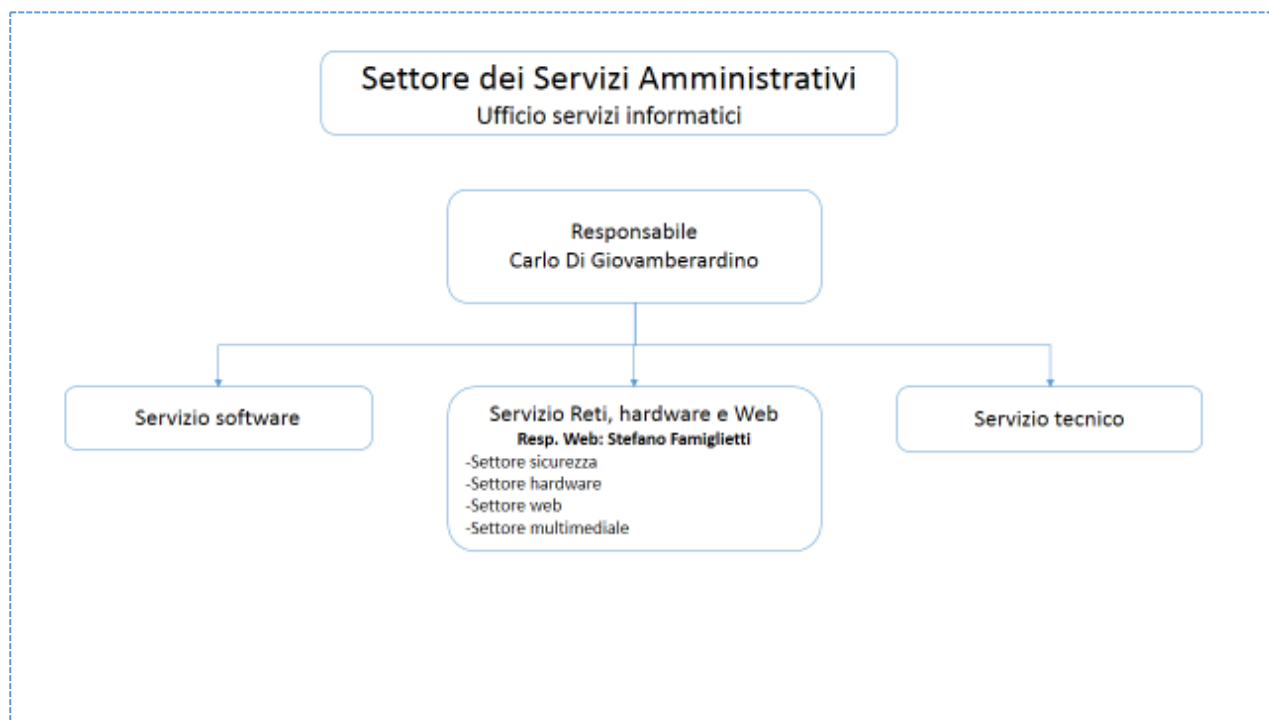 Settore dei Servizi Amministrativi
Ufficio servizi informatici
Responsabile
Carlo Di Giovamberardino
Servizio software
Servizio Reti, hardware e Web
Resp. Web: Stefano Famiglietti
-Settore sicurezza
-Settore hardware
-Settore web
-Settore multimediale
Servizio tecnico